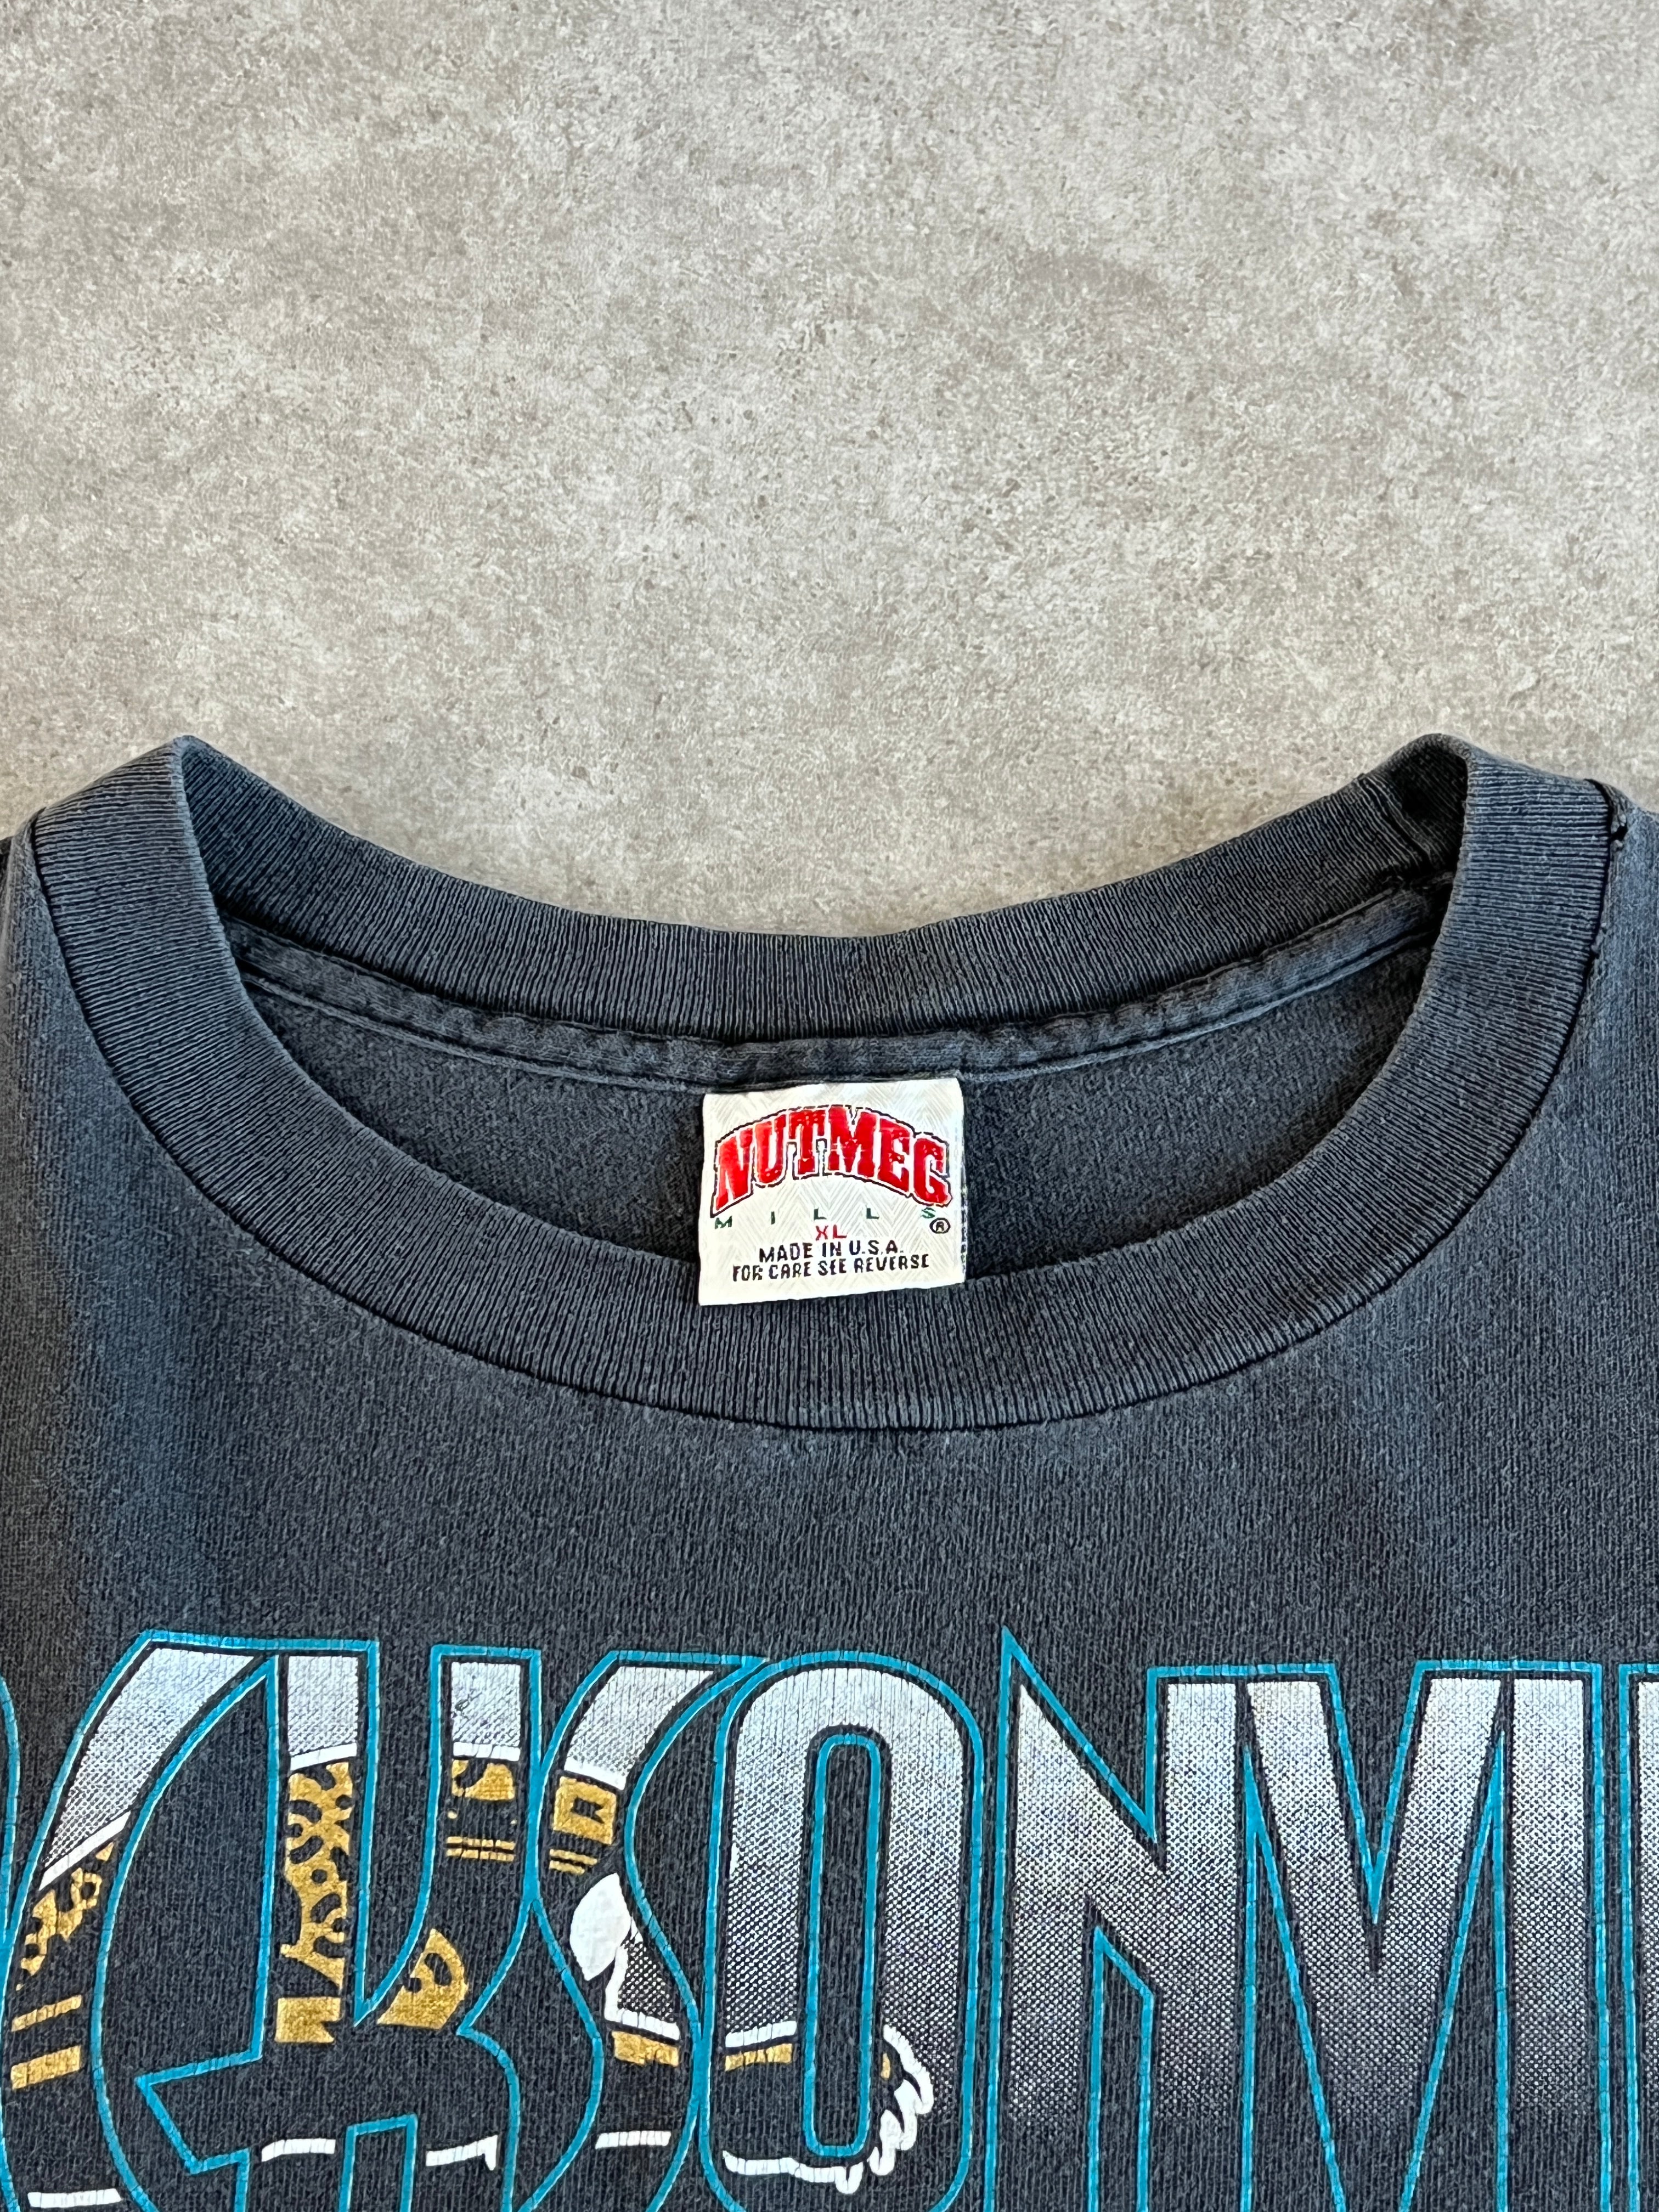 NUTMEG
MILLS®
XL
MADE IN U.S.A.
FOR CARE SEE REVERSE
CKSONVI